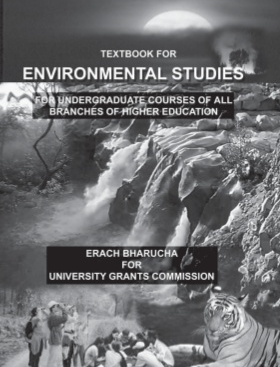 TEXTBOOK FOR
ENVIRONMENTAL STUDIES
FOR UNDERGRADUATE COURSES OF ALL
BRANCHES OF HIGHER EDUCATION
ERACH BHARUCHA
FOR
UNIVERSITY GRANTS COMMISSION